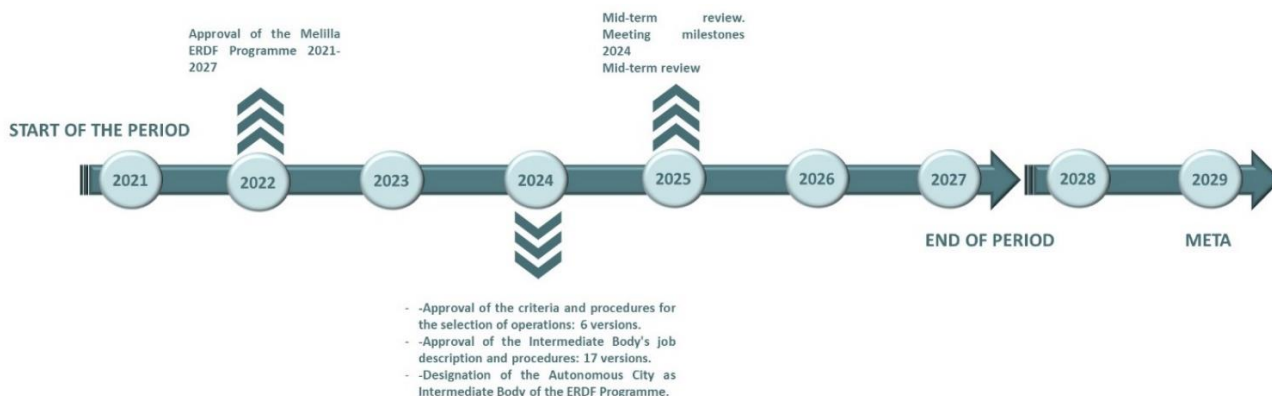 Approval of the Melilla
ERDF Programme 2021-
2027
Mid-term review.
Meeting milestones
2024
Mid-term review
START OF THE PERIOD
2021
2022
2023
2024
2025
2026
2027
2028
2029
END OF PERIOD
META
- -Approval of the criteria and procedures for
the selection of operations: 6 versions.
- -Approval of the Intermediate Body's job
description and procedures: 17 versions.
- -Designation of the Autonomous City as
Intermediate Body of the ERDF Programme.